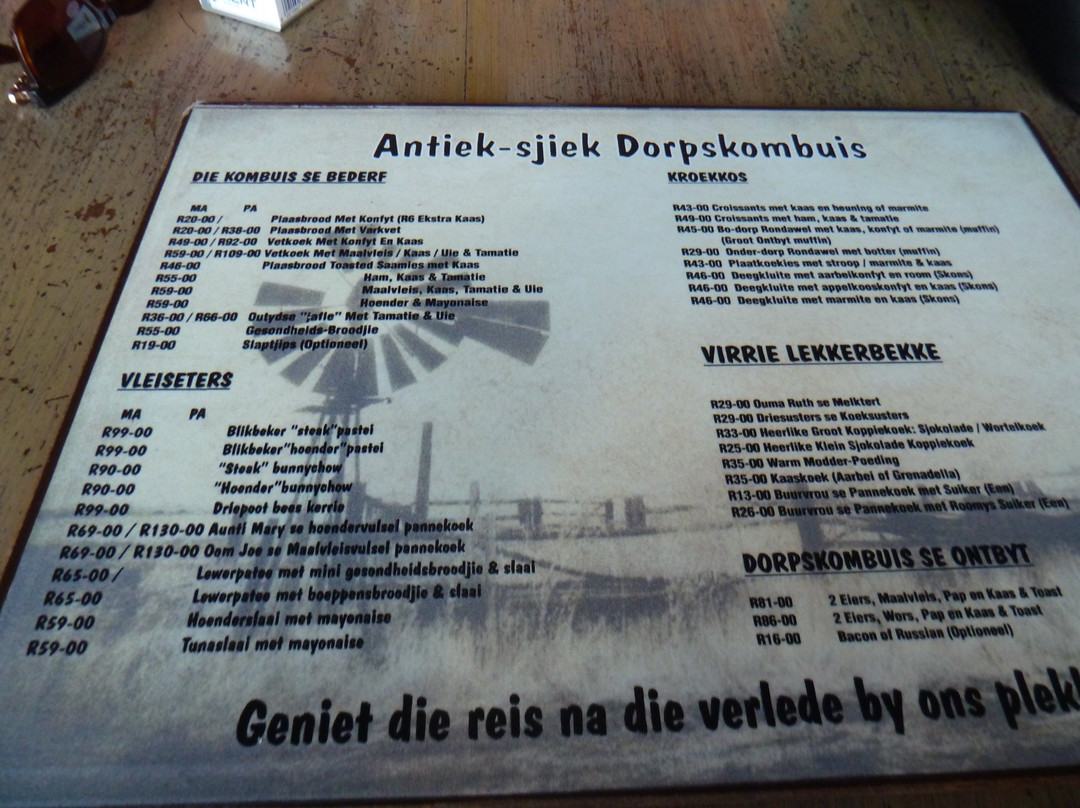 Antiek-sjiek Dorpskombuis
DIE KOMBUIS SE BEDERF
MA PA
R20-00 / Plaasbrood Met Konfyt (R6 Ekstra Kaas)
R20-00 / R38-00 Plaasbrood Met Varkvet
R49-00 / R92-00 Vetkoek Met Konfyt En Kaas
R59-00 / R109-00 Vetkoek Met Maalvleis / Kaas / Uie & Tamatie
R46-00 Plaasbrood Toasted Saamies met Kaas
R55-00 Ham, Kaas & Tamatie
R59-00 Maalvleis, Kaas, Tamatie & Uie
R59-00 Hoender & Mayonaise
R36-00 / R66-00 Outydse Met Tamatie & Uie
R55-00 Gesondheids-Broodjie
R19-00 Slaptjips (Optioneel)
VLEISETERS
MA PA
R99-00 Blikbeker "steak"pastei
R99-00 Blikbeker"hoender"pastei
R90-00 "Steak" bunnychow
R90-00 "Hoender"bunnychow
R99-00 Driepoot bees kerrie
R69-00 / R130-00 Aunti Mary se hoendervulsel pannekoek
R69-00 / R130-00 Oom Joe se Maalvleisvulsel pannekoek
R65-00 / Lewerpatee met mini gesondheidsbroodjie & slaai
R65-00 Lewerpatee met boeppensbroodjie & slaai
R59-00 Hoenderslaai met mayonaise
R59-00 Tunaslaai met mayonaise
KROEKKOS
R43-00 Croissants met kaas en heuning of marmite
R49-00 Croissants met ham, kaas & tamatie
R45-00 Bo-dorp Rondawel met kaas, konfyt of marmite (muffin)
(Groot Ontbyt muffin)
R29-00 Onder-dorp Rondawel met botter (muffin)
R43-00 Plaatkoekies met stroop / marmite & kaas
R46-00 Deegkluite met aarbeikonfyt en room (Skons)
R46-00 Deegkluite met appelkooskonfyt en kaas (Skons)
R46-00 Deegkluite met marmite en kaas (Skons)
VIRRIE LEKKERBEKKE
R29-00 Ouma Ruth se Melktert
R29-00 Driesusters se Koeksusters
R33-00 Heerlike Groot Koppiekoek: Sjokolade / Wortelkoek
R25-00 Heerlike Klein Sjokolade Koppiekoek
R35-00 Warm Modder-Poeding
R35-00 Kaaskoek (Aarbei of Grenadella)
R13-00 Buurvrou se Pannekoek met Suiker (Een)
R26-00 Buurvrou se Pannekoek met Roomys Suiker (Een)
DORPSKOMBUIS SE ONTBYT
R81-00 2 Eiers, Maalvleis, Pap en Kaas & Toast
R86-00 2 Eiers, Wors, Pap en Kaas & Toast
R16-00 Bacon of Russian (Optioneel)
Geniet die reis na die verlede by ons